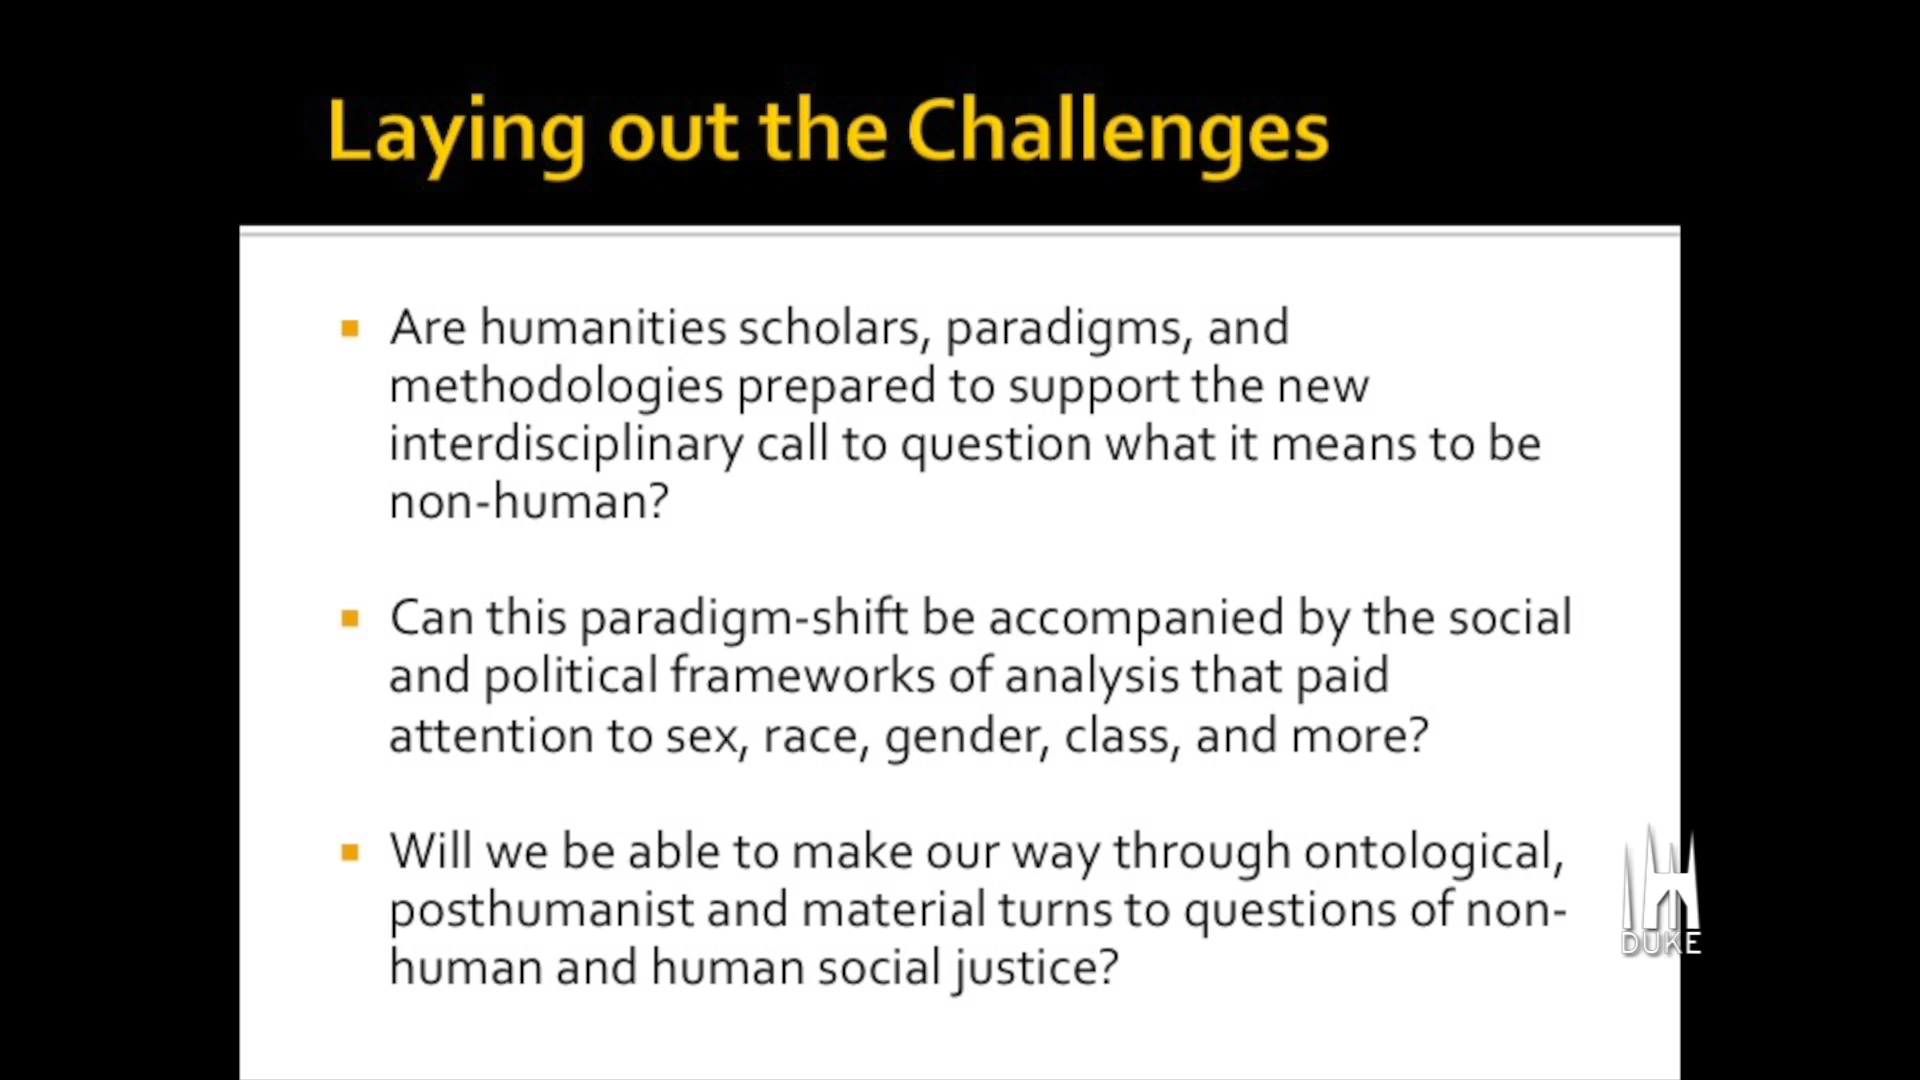 Laying out the Challenges
Are humanities scholars, paradigms, and
methodologies prepared to support the new
interdisciplinary call to question what it means to be
non-human?
Can this paradigm-shift be accompanied by the social
and political frameworks of analysis that paid
attention to sex, race, gender, class, and more?
Will we be able to make our way through ontological,
posthumanist and material turns to questions of non-
human and human social justice?
DUKE